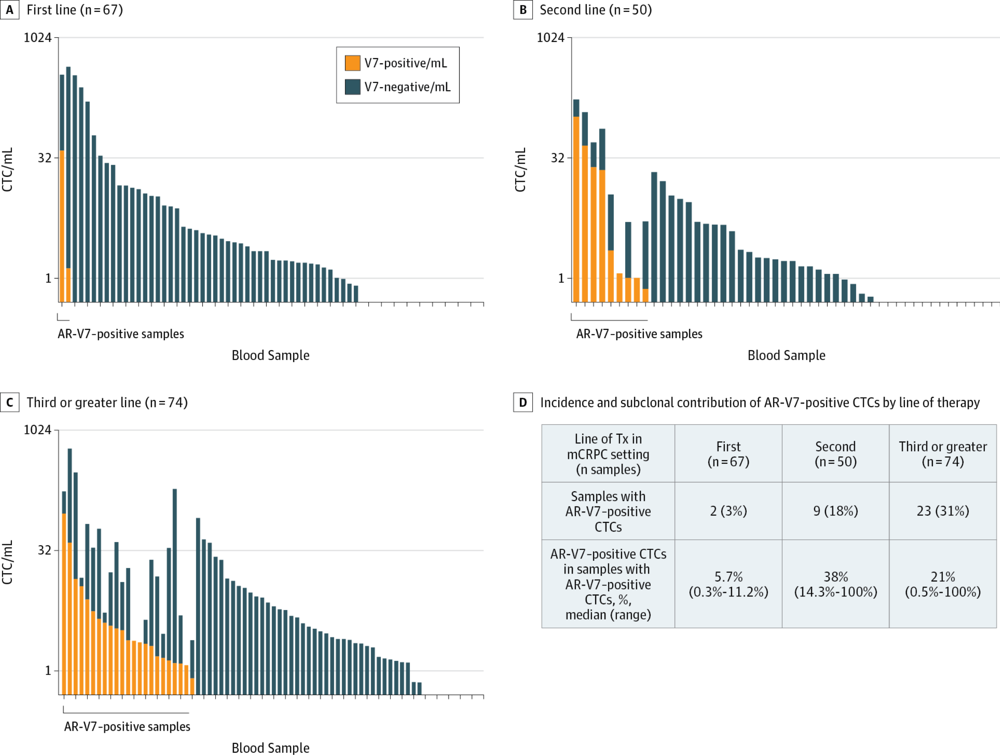 A First line (n = 67)
1024
32
1
CTC/mL
V7-positive/mL
V7-negative/mL
AR-V7–positive samples
Blood Sample
B Second line (n = 50)
1024
32
1
CTC/mL
AR-V7–positive samples
Blood Sample
C Third or greater line (n = 74)
1024
32
1
CTC/mL
AR-V7–positive samples
Blood Sample
D Incidence and subclonal contribution of AR-V7-positive CTCs by line of therapy
Line of Tx in
mCRPC setting
(n samples)
First
(n = 67)
Second
(n = 50)
Third or greater
(n = 74)
Samples with
AR-V7–positive
CTCs
2 (3%)
9 (18%)
23 (31%)
AR-V7–positive CTCs
in samples with
AR-V7–positive
CTCs, %,
median (range)
5.7%
(0.3%-11.2%)
38%
(14.3%-100%)
21%
(0.5%-100%)